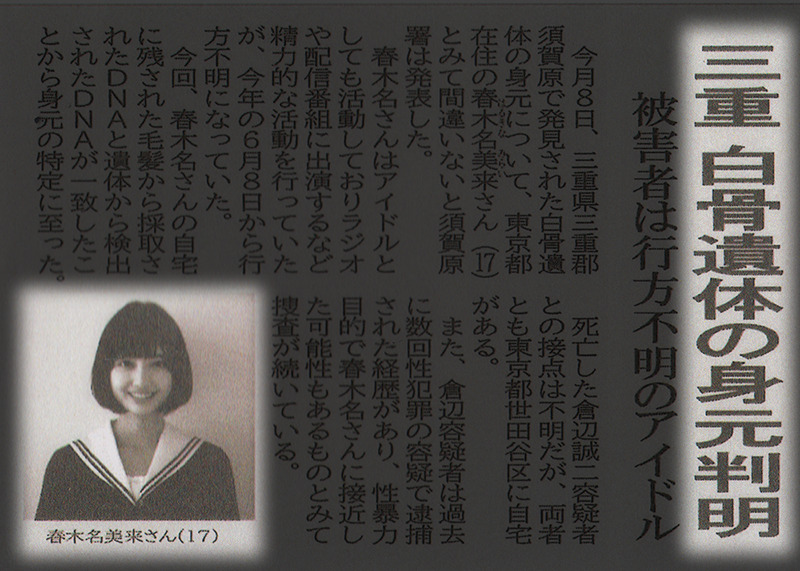 三重 白骨遺体の身元判明
被害者は行方不明のアイドル
今月８日、三重県三重郡
須賀原で発見された白骨遺
体の身元について、東京都
在住の春木名美来さん（17）
とみて間違いないと須賀原
署は発表した。
春木名さんはアイドルと
しても活動しておりラジオ
や配信番組に出演するなど
精力的な活動を行っていた
が、今年の６月８日から行
方不明になっていた。
今回、春木名さんの自宅
に残された毛髪から採取さ
れたＤＮＡと遺体から検出
されたＤＮＡが一致したこ
とから身元の特定に至った。
死亡した倉辺誠二容疑者
との接点は不明だが、両者
とも東京都世田谷区に自宅
がある。
また、倉辺容疑者は過去
に数回性犯罪の容疑で逮捕
された経歴があり、性暴力
目的で春木名さんに接近し
た可能性もあるものとみて
捜査が続いている。
春木名美来さん(17)